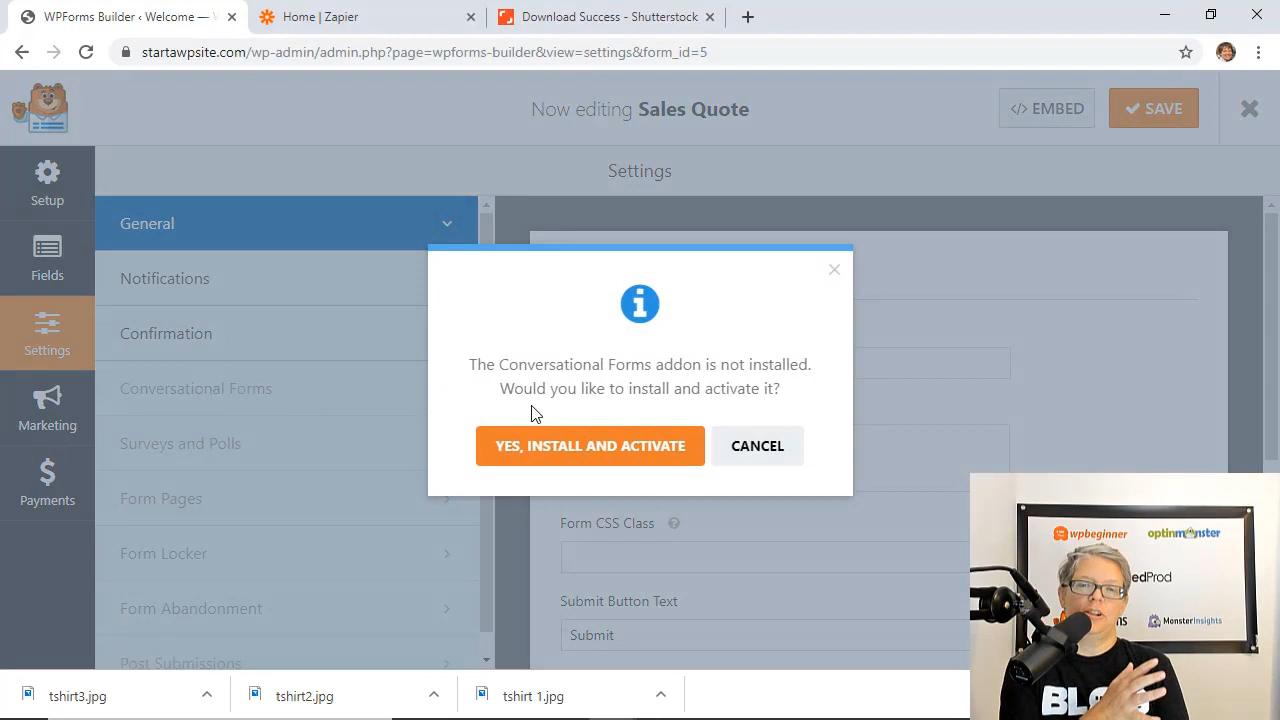 WPForms Builder ‹ Welcome —
Home | Zapier
Download Success - Shutterstock
startawpsite.com/wp-admin/admin.php?page=wpforms-builder&view=settings&form_id=5
Now editing Sales Quote
</> EMBED
SAVE
Setup
Fields
Settings
Marketing
Payments
Settings
General
Notifications
Confirmation
Conversational Forms
Surveys and Polls
Form Pages
Form Locker
Form Abandonment
Post Submissions
The Conversational Forms addon is not installed.
Would you like to install and activate it?
YES, INSTALL AND ACTIVATE
CANCEL
Form CSS Class
Submit Button Text
Submit
wpbeginner
optinmonster
edProd
ms
MonsterInsights
tshirt3.jpg
tshirt2.jpg
tshirt 1.jpg